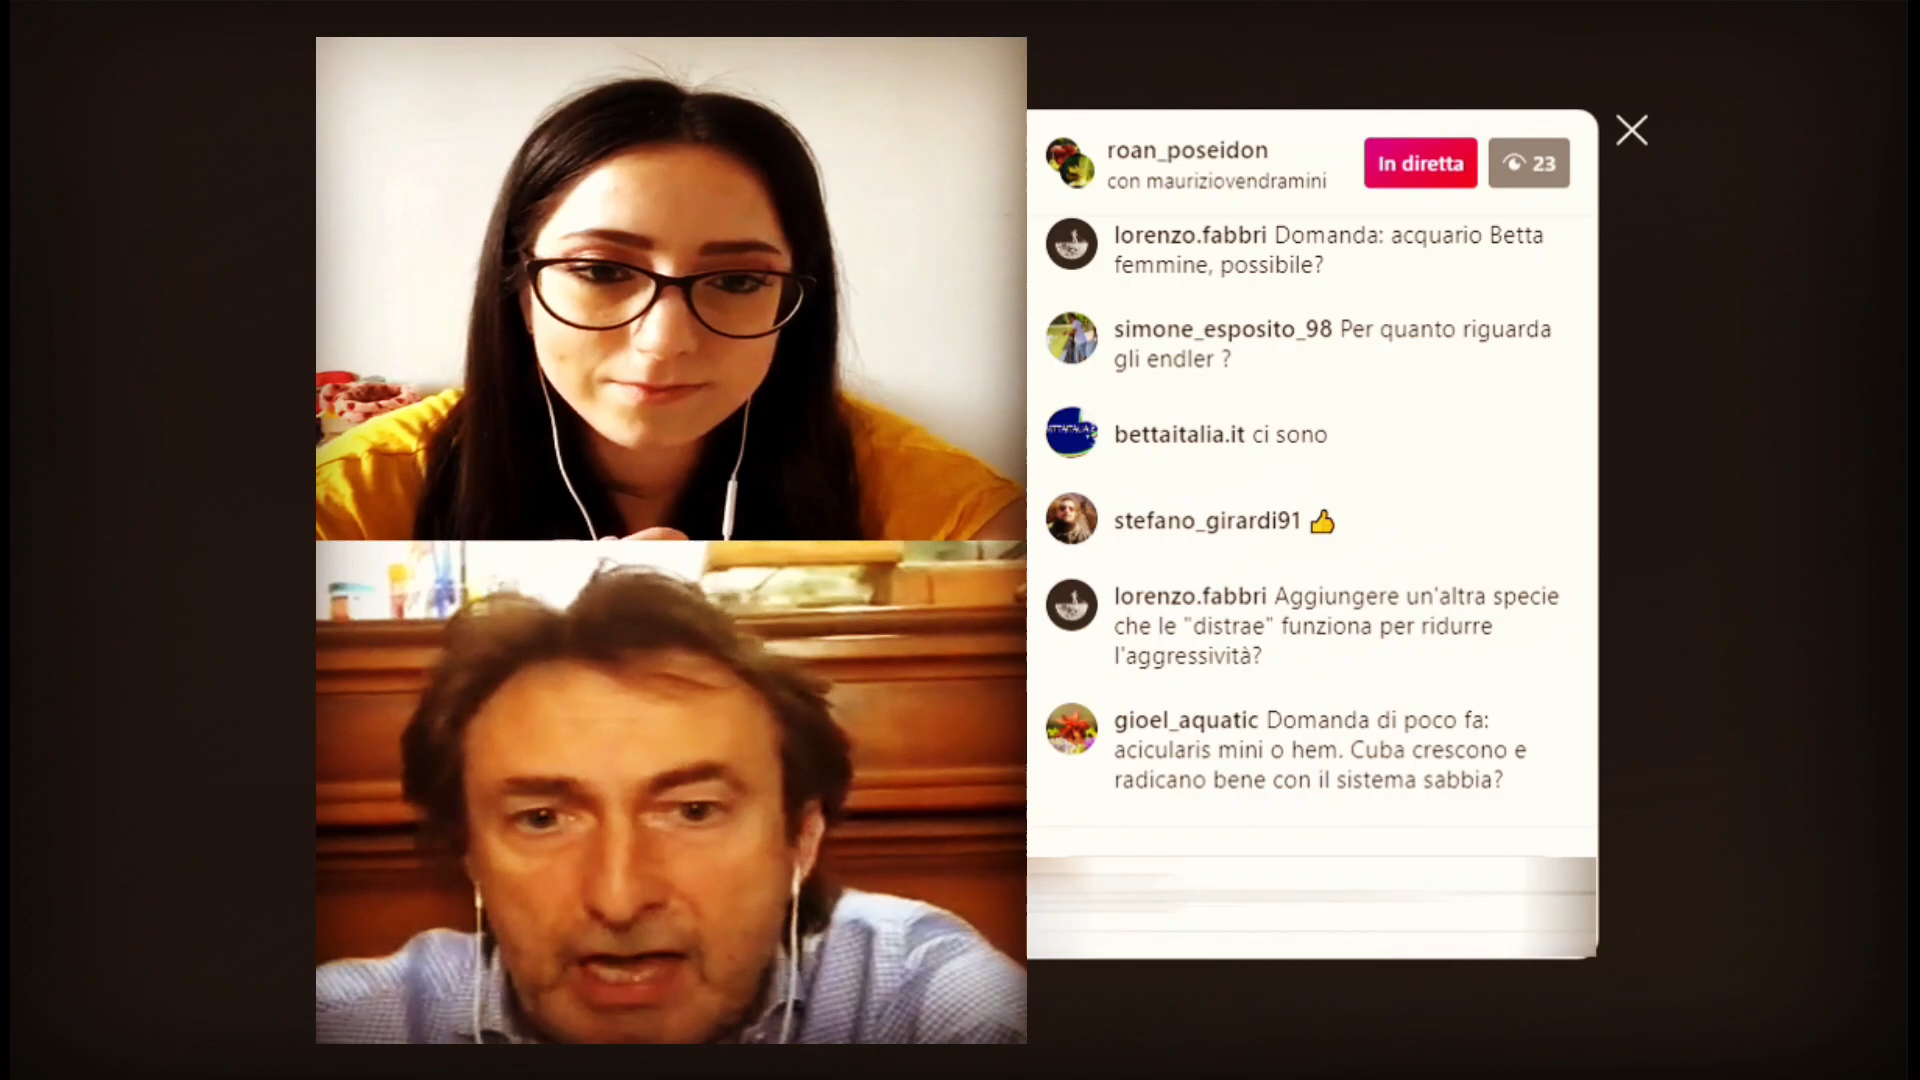 roan_poseidon
con mauriziovendramini
In diretta
23
lorenzo.fabbri Domanda: acquario Betta
femmine, possibile?
simone_esposito_98 Per quanto riguarda
gli endler ?
bettaitalia.it ci sono
stefano_girardi91 👍
lorenzo.fabbri Aggiungere un'altra specie
che le "distrae" funziona per ridurre
l'aggressività?
gioel_aquatic Domanda di poco fa:
acicularis mini o hem. Cuba crescono e
radicano bene con il sistema sabbia?